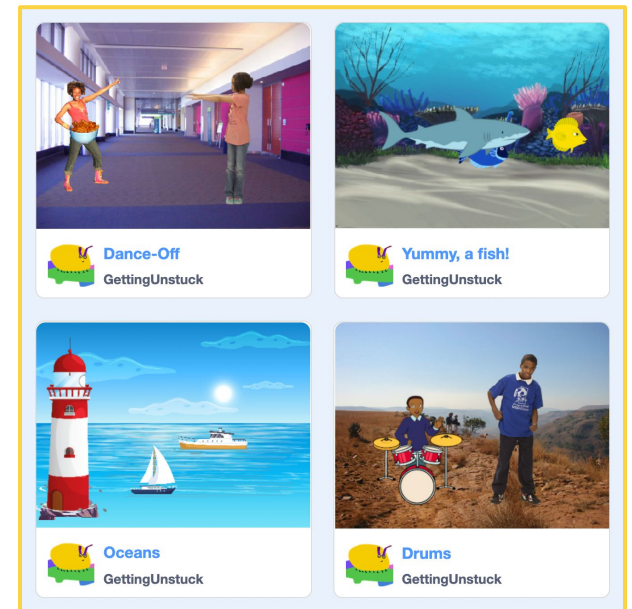 Dance-Off
GettingUnstuck
Yummy, a fish!
GettingUnstuck
Oceans
GettingUnstuck
Drums
GettingUnstuck